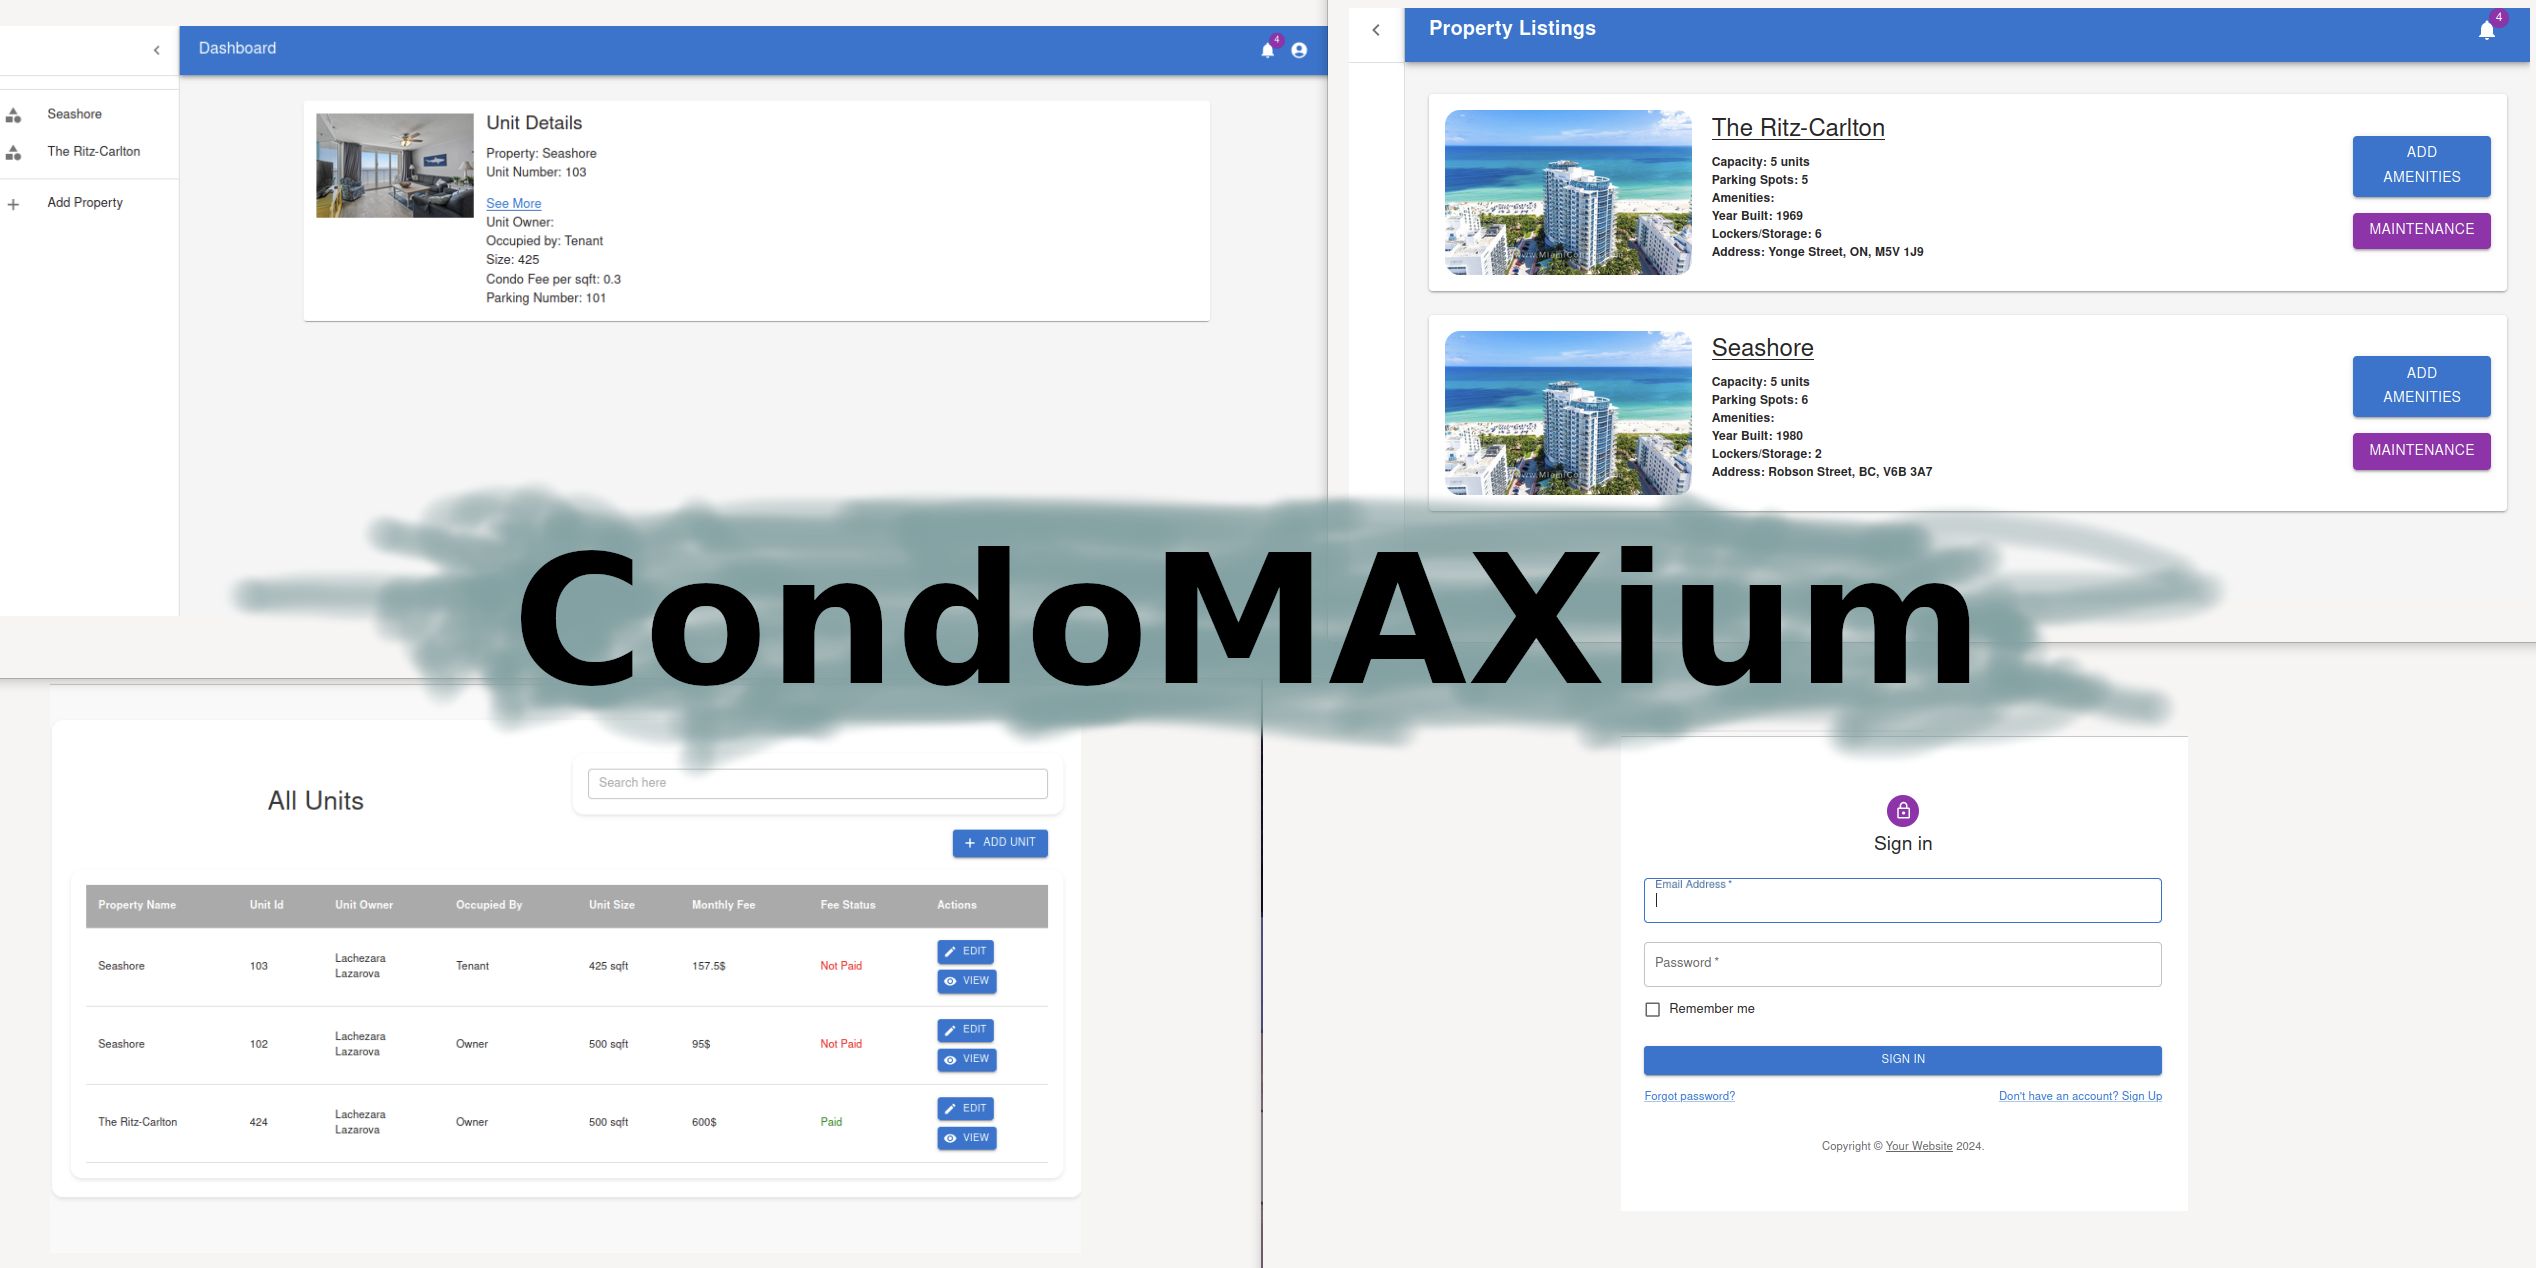 Dashboard
4
Seashore
The Ritz-Carlton
Add Property
Unit Details
Property: Seashore
Unit Number: 103
See More
Unit Owner:
Occupied by: Tenant
Size: 425
Condo Fee per sqft: 0.3
Parking Number: 101
Property Listings
4
The Ritz-Carlton
Capacity: 5 units
Parking Spots: 5
Amenities:
Year Built: 1969
Lockers/Storage: 6
Address: Yonge Street, ON, M5V 1J9
ADD
AMENITIES
MAINTENANCE
Seashore
Capacity: 5 units
Parking Spots: 6
Amenities:
Year Built: 1980
Lockers/Storage: 2
Address: Robson Street, BC, V6B 3A7
ADD
AMENITIES
MAINTENANCE
CondoMAXium
All Units
Search here
ADD UNIT
Property Name Unit Id Unit Owner Occupied By Unit Size Monthly Fee Fee Status Actions
Seashore 103 Lachezara Lazarova Tenant 425 sqft 157.5$ Not Paid EDIT
VIEW
Seashore 102 Lachezara Lazarova Owner 500 sqft 95$ Not Paid EDIT
VIEW
The Ritz-Carlton 424 Lachezara Lazarova Owner 500 sqft 600$ Paid EDIT
VIEW
Sign in
Email Address *
Password *
Remember me
SIGN IN
Forgot password? Don't have an account? Sign Up
Copyright © Your Website 2024.